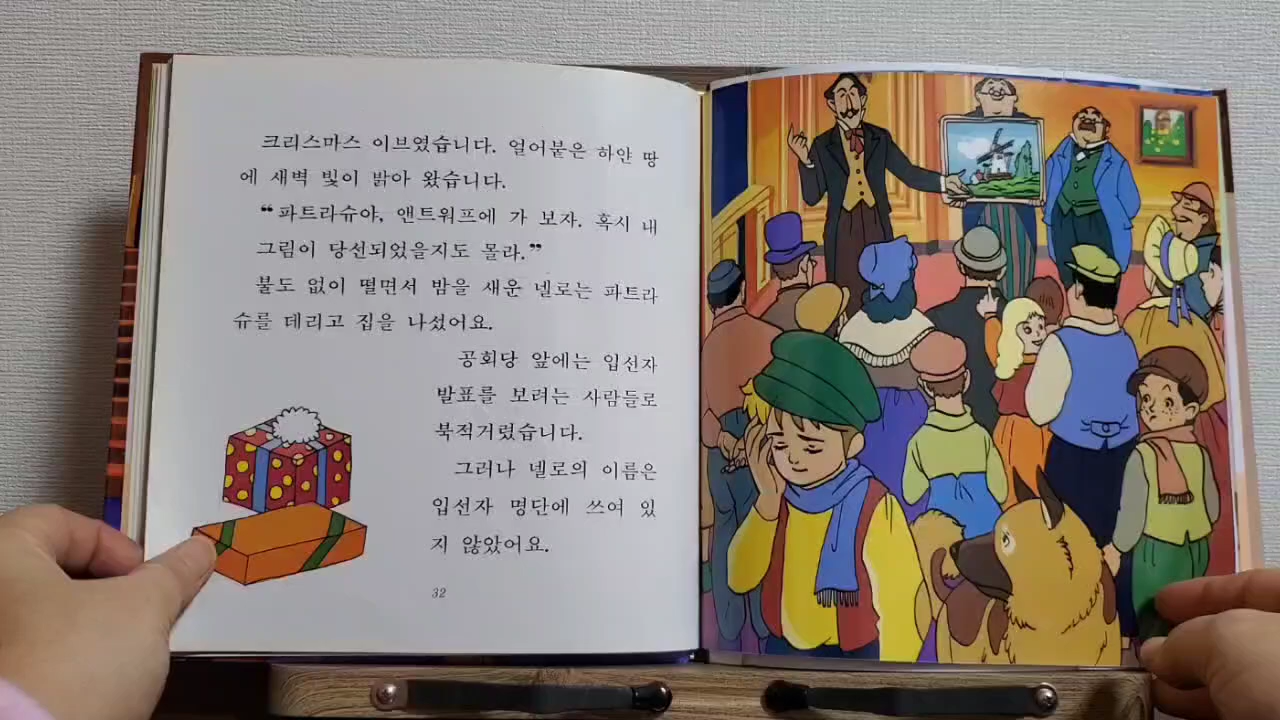 크리스마스 이브였습니다. 얼어붙은 하얀 땅
에 새벽 빛이 밝아 왔습니다.
❝파트라슈야, 앤트워프에 가 보자. 혹시 내
그림이 당선되었을지도 몰라.❞
불도 없이 떨면서 밤을 새운 넬로는 파트라
슈를 데리고 집을 나섰어요.
공회당 앞에는 입선자
발표를 보려는 사람들로
북적거렸습니다.
그러나 넬로의 이름은
입선자 명단에 쓰여 있
지 않았어요.
32